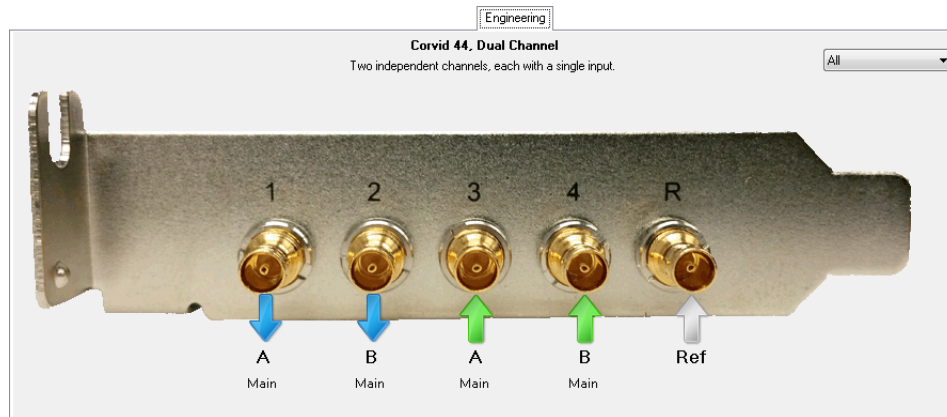 Engineering
Corvid 44, Dual Channel
Two independent channels, each with a single input.
All
1 2 3 4 R
A B A B Ref
Main Main Main Main